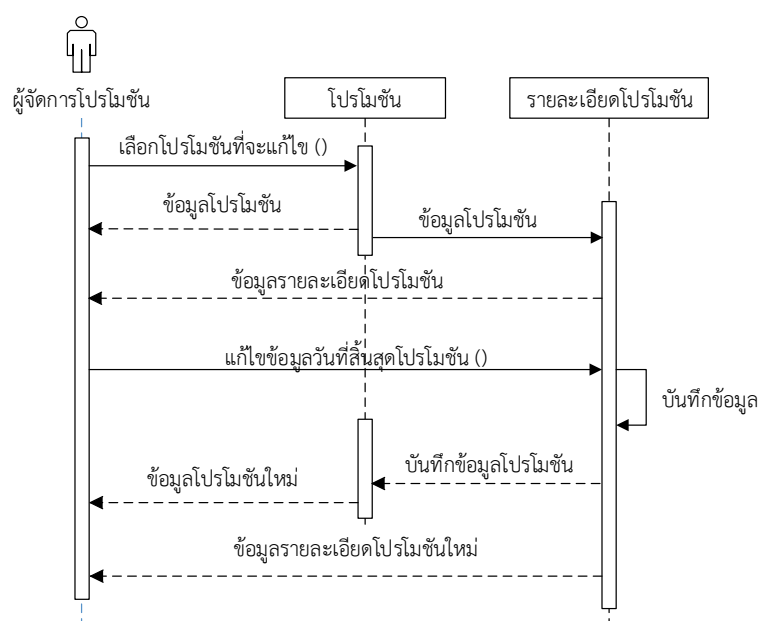 ผู้จัดการโปรโมชัน
โปรโมชัน
รายละเอียดโปรโมชัน
เลือกโปรโมชันที่จะแก้ไข ()
ข้อมูลโปรโมชัน
ข้อมูลโปรโมชัน
ข้อมูลรายละเอียดโปรโมชัน
แก้ไขข้อมูลวันที่สิ้นสุดโปรโมชัน ()
บันทึกข้อมูล
บันทึกข้อมูลโปรโมชัน
ข้อมูลโปรโมชันใหม่
ข้อมูลรายละเอียดโปรโมชันใหม่